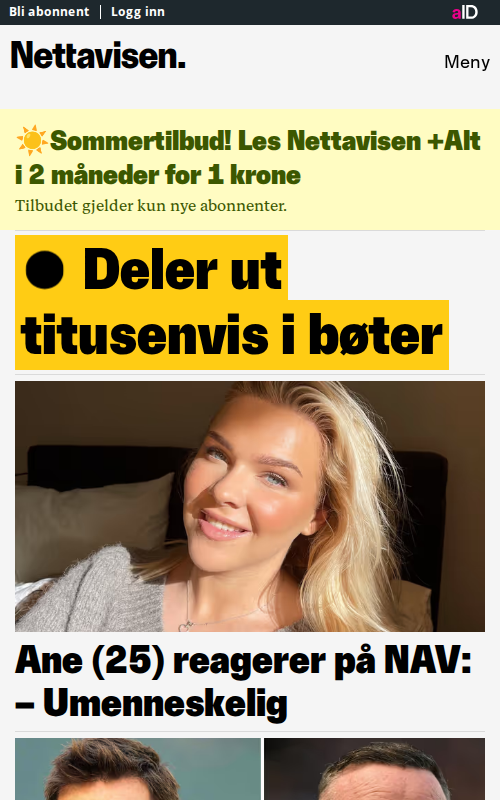 Bli abonnent | Logg inn
aID
Nettavisen.
Meny
☀️Sommertilbud! Les Nettavisen +Alt
i 2 måneder for 1 krone
Tilbudet gjelder kun nye abonnenter.
● Deler ut
titusenvis i bøter
Ane (25) reagerer på NAV:
– Umenneskelig